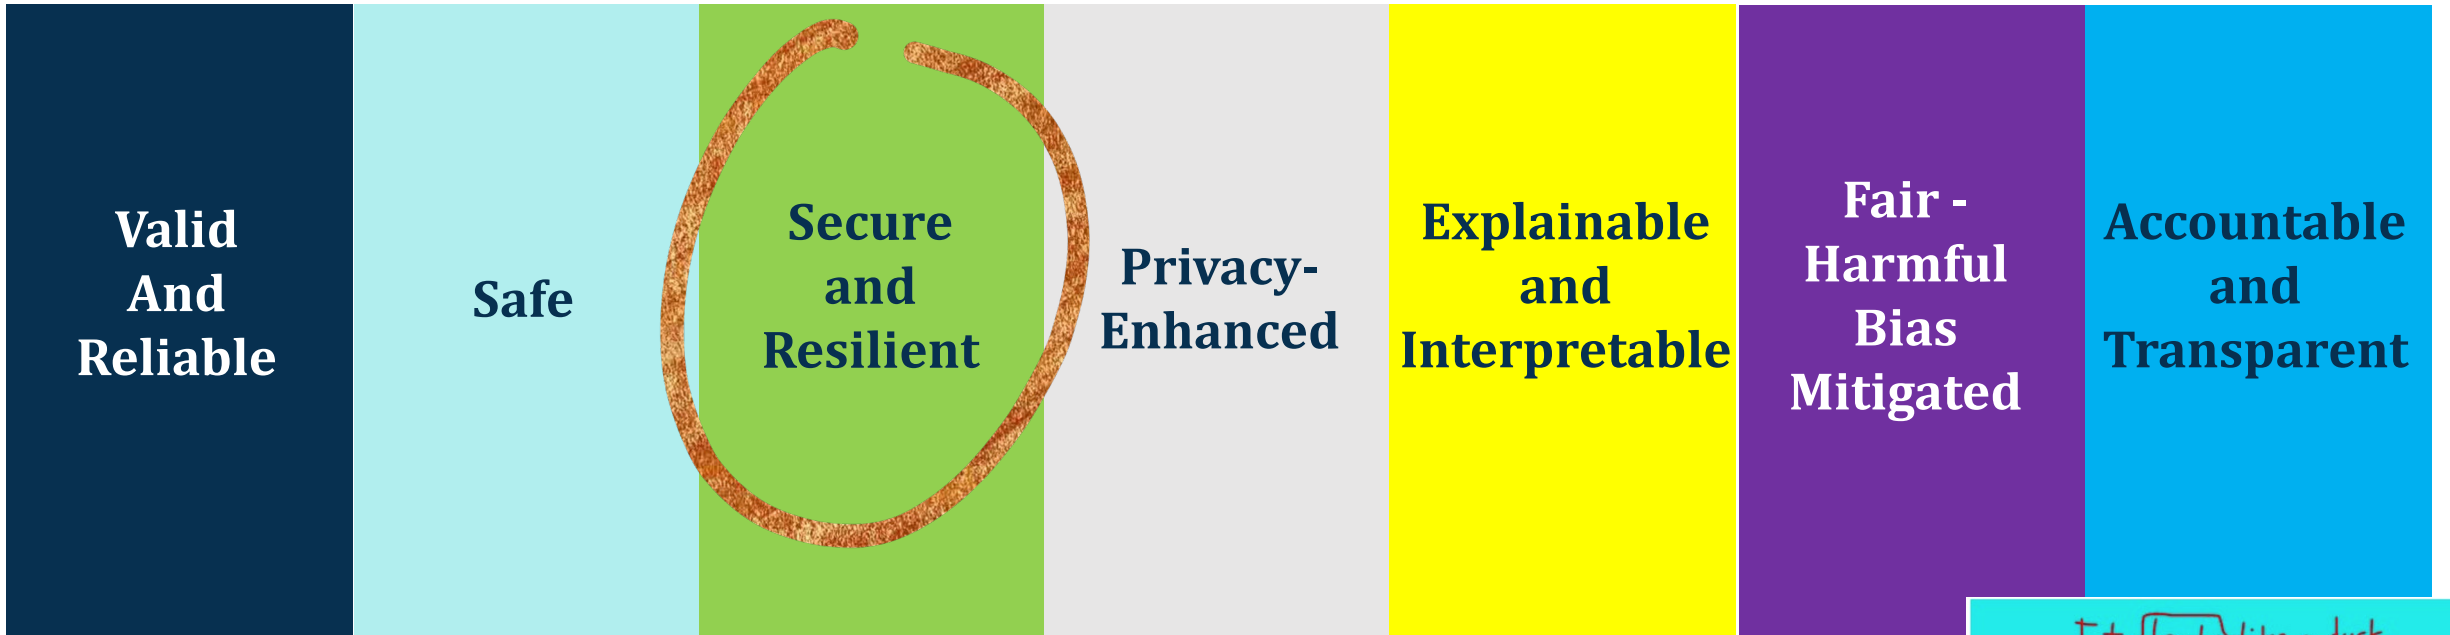 Valid
And
Reliable
Safe
Secure
and
Resilient
Privacy-
Enhanced
Explainable
and
Interpretable
Fair -
Harmful
Bias
Mitigated
Accountable
and
Transparent
like